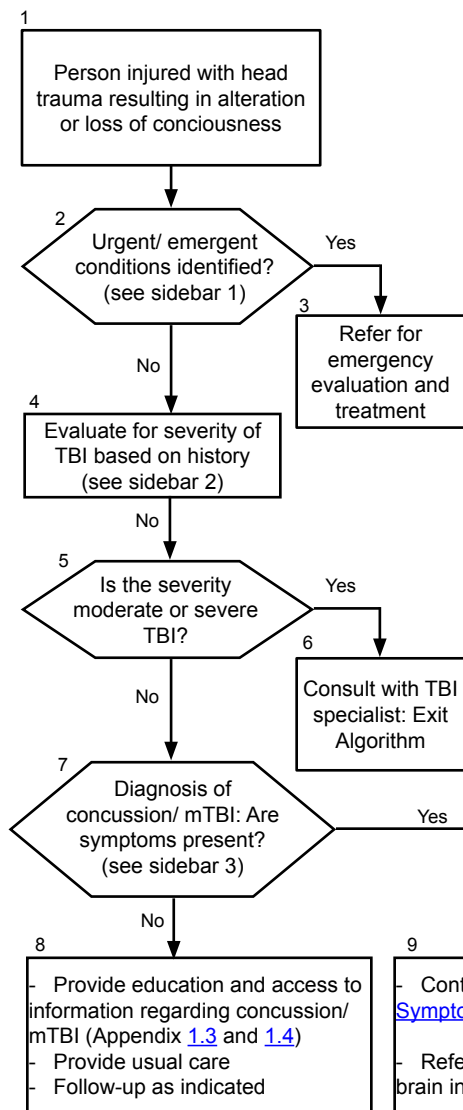 1
Person injured with head
trauma resulting in alteration
or loss of conciousness
2
Urgent/ emergent
conditions identified?
(see sidebar 1)
Yes
3
Refer for
emergency
evaluation and
treatment
No
4
Evaluate for severity of
TBI based on history
(see sidebar 2)
No
5
Is the severity
moderate or severe
TBI?
Yes
6
Consult with TBI
specialist: Exit
Algorithm
No
7
Diagnosis of
concussion/ mTBI: Are
symptoms present?
(see sidebar 3)
Yes
No
8
- Provide education and access to
information regarding concussion/
mTBI (Appendix 1.3 and 1.4)
- Provide usual care
- Follow-up as indicated
9
-
-
brain